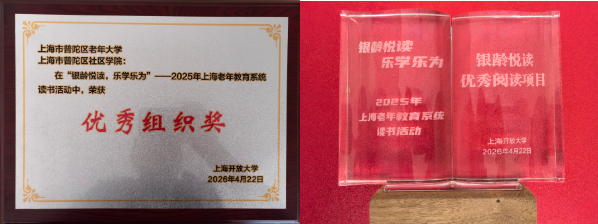 上海市普陀区老年大学
上海市普陀区社区学院：
在“银龄悦读，乐学乐为”——2025年上海老年教育系统
读书活动中，荣获
优秀组织奖
上海开放大学
2026年4月22日
银龄悦读
乐学乐为
2025年
上海老年教育系统
读书活动
银龄悦读
优秀阅读项目
上海开放大学
2026年4月22日